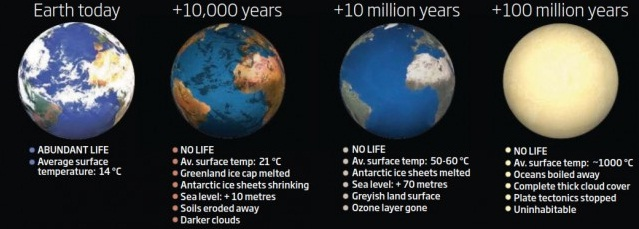 Earth today
ABUNDANT LIFE
Average surface
temperature: 14 °C
+10,000 years
NO LIFE
Av. surface temp: 21 °C
Greenland ice cap melted
Antarctic ice sheets shrinking
Sea level: + 10 metres
Soils eroded away
Darker clouds
+10 million years
NO LIFE
Av. surface temp: 50-60 °C
Antarctic ice sheets melted
Sea level: + 70 metres
Greyish land surface
Ozone layer gone
+100 million years
NO LIFE
Av. surface temp: ~1000 °C
Oceans boiled away
Complete thick cloud cover
Plate tectonics stopped
Uninhabitable